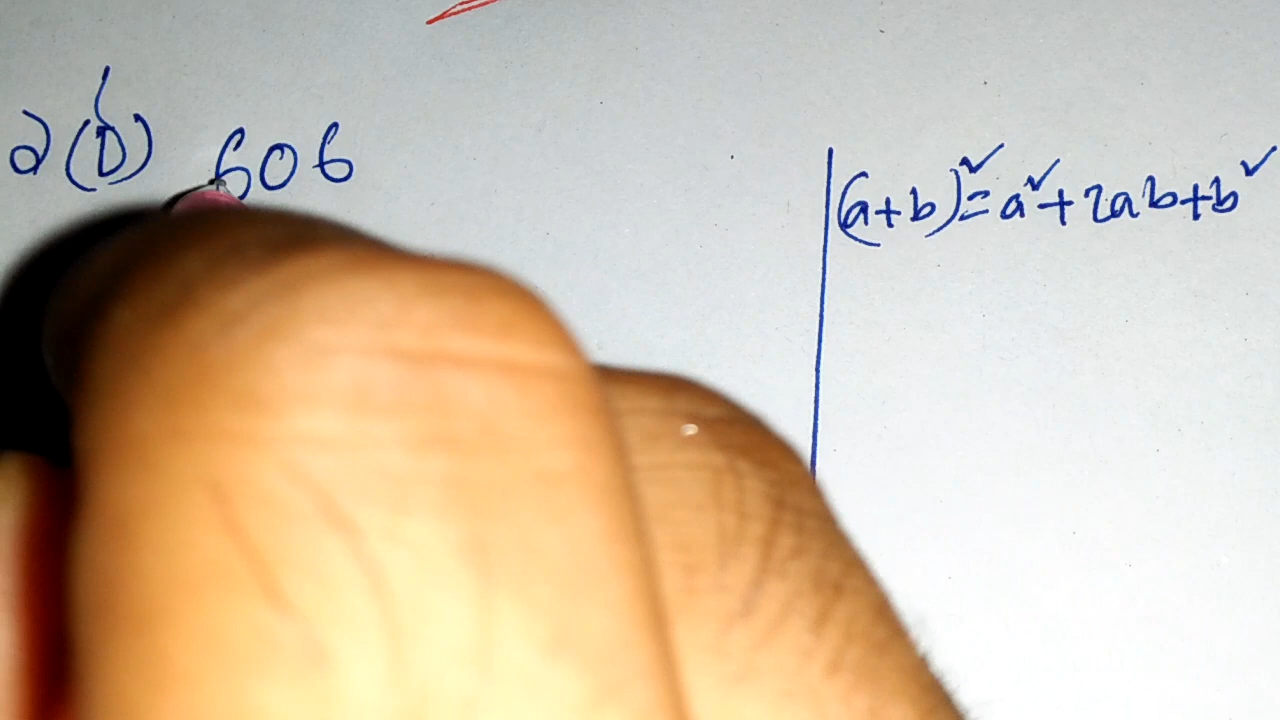 2(b) 606
(a+b)² = a² + 2ab + b²